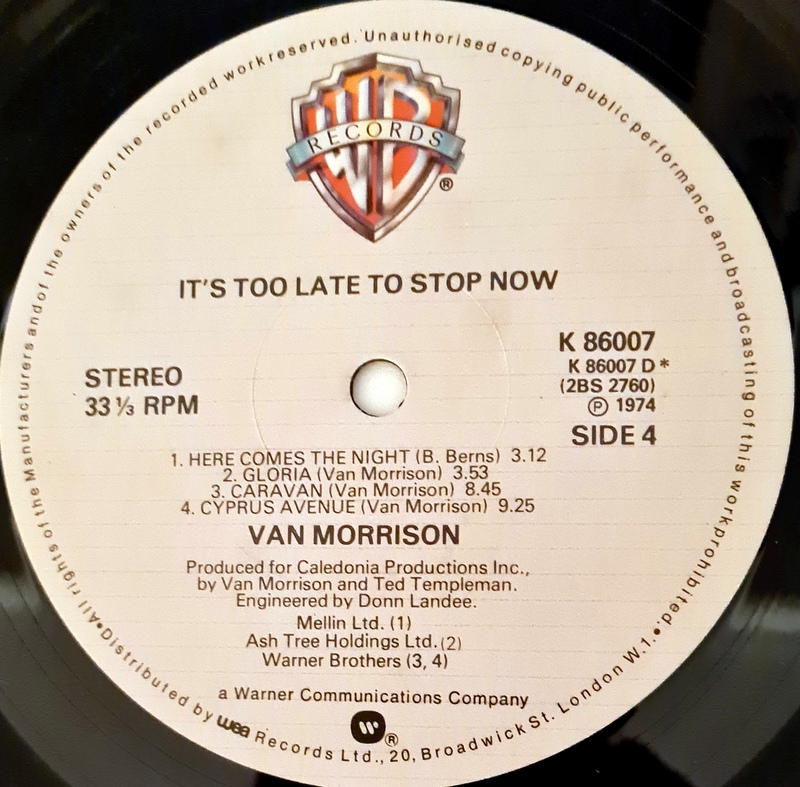 All rights of the Manufacturers and of the owners of the recorded work reserved. Unauthorised copying public performance and broadcasting of this work prohibited.
WB
RECORDS
®
IT'S TOO LATE TO STOP NOW
STEREO
33 ⅓ RPM
K 86007
K 86007 D*
(2BS 2760)
Ⓟ 1974
SIDE 4
1. HERE COMES THE NIGHT (B. Berns) 3.12
2. GLORIA (Van Morrison) 3.53
3. CARAVAN (Van Morrison) 8.45
4. CYPRUS AVENUE (Van Morrison) 9.25
VAN MORRISON
Produced for Caledonia Productions Inc.,
by Van Morrison and Ted Templeman.
Engineered by Donn Landee.
Mellin Ltd. (1)
Ash Tree Holdings Ltd. (2)
Warner Brothers (3, 4)
a Warner Communications Company
W ®
•Distributed by wea Records Ltd., 20, Broadwick St. London W.1.•